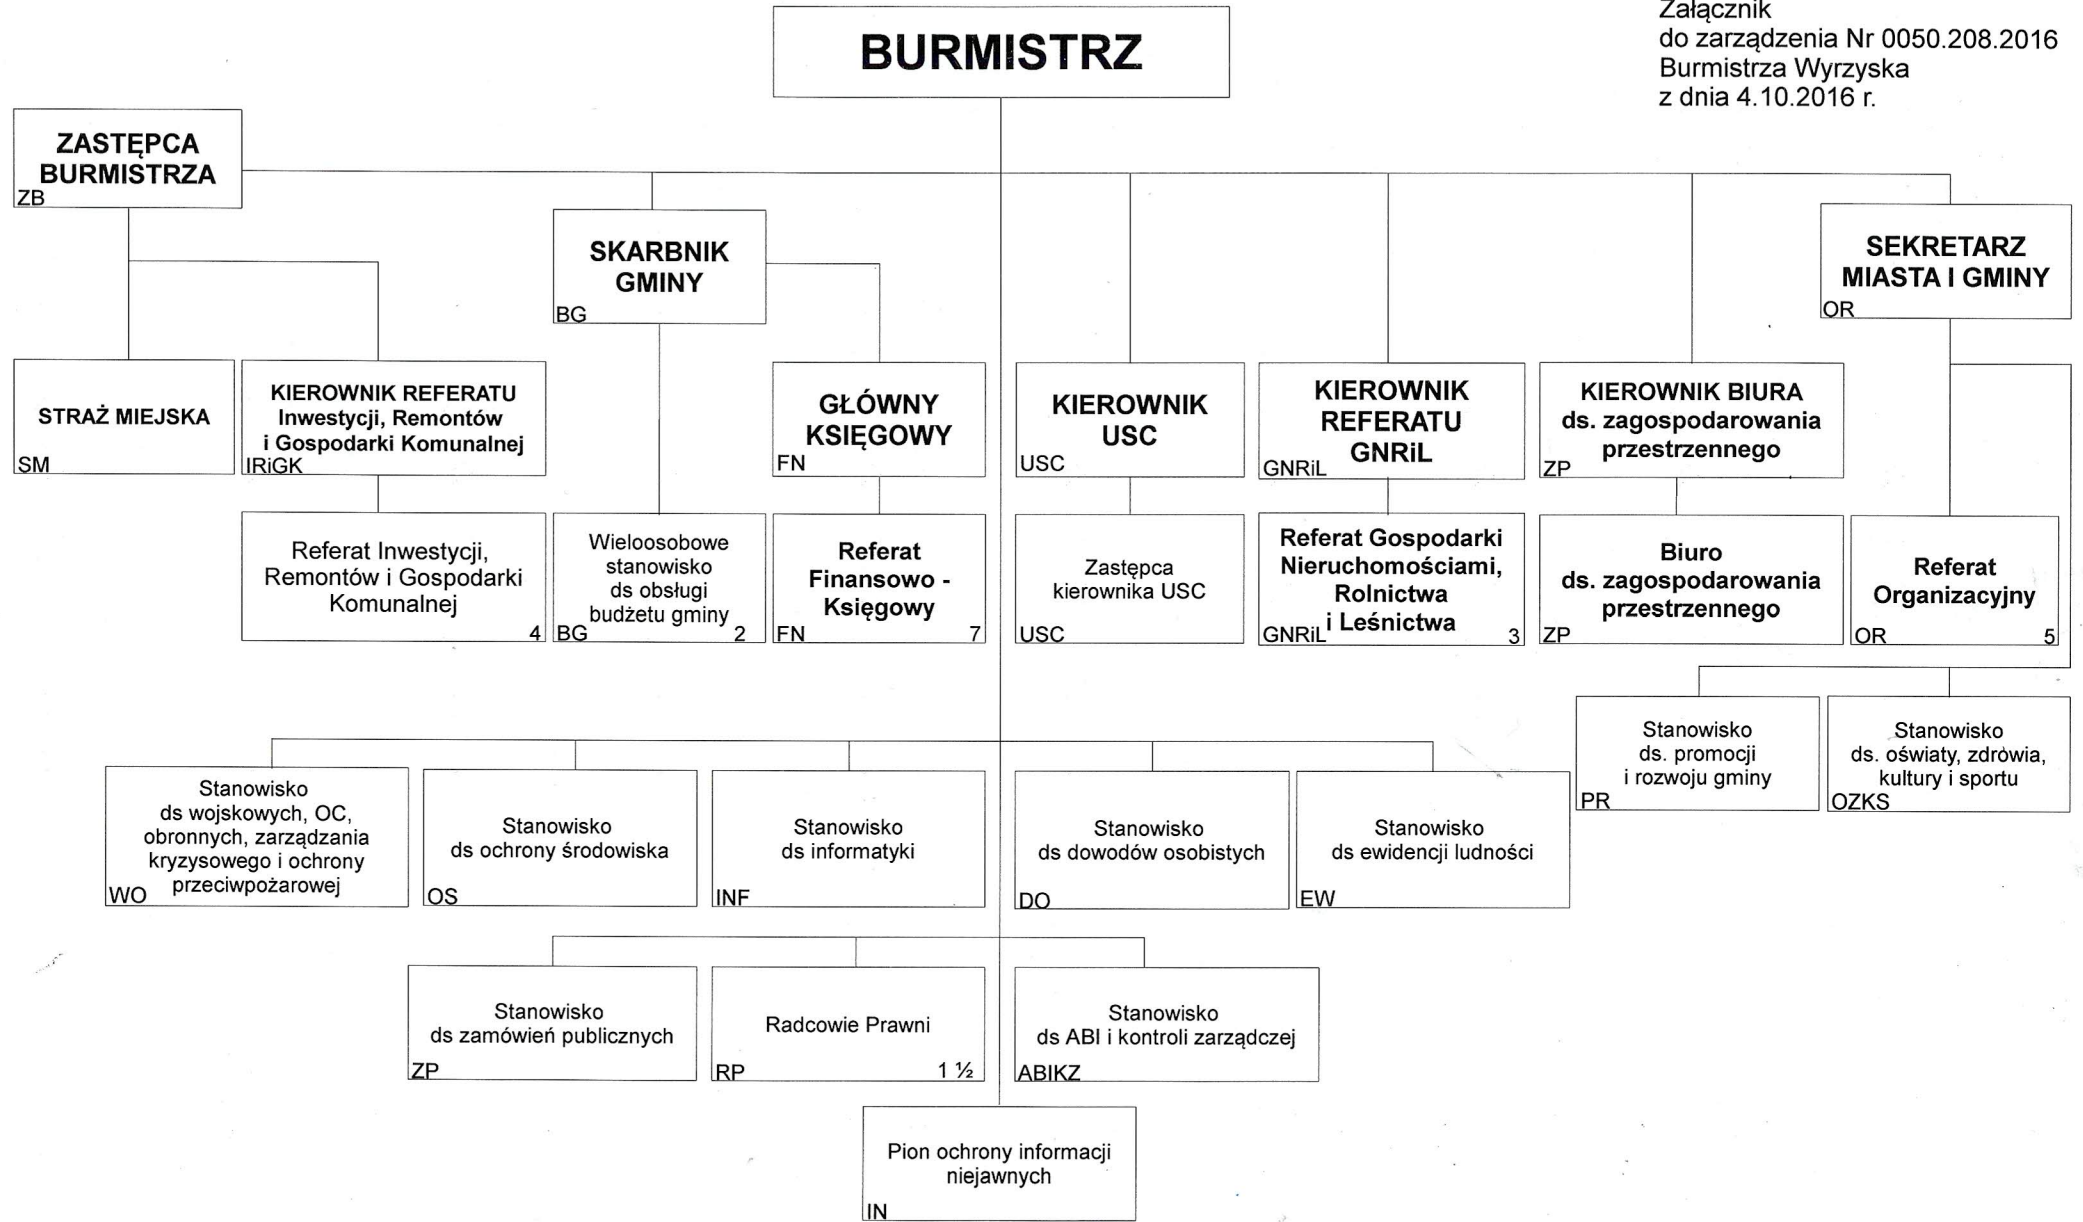 Załącznik
do zarządzenia Nr 0050.208.2016
Burmistrza Wyrzyska
z dnia 4.10.2016 r.
BURMISTRZ
ZASTĘPCA
BURMISTRZA
ZB
SKARBNIK
GMINY
BG
SEKRETARZ
MIASTA I GMINY
OR
STRAŻ MIEJSKA
SM
KIEROWNIK REFERATU
Inwestycji, Remontów
i Gospodarki Komunalnej
IRiGK
GŁÓWNY
KSIĘGOWY
FN
KIEROWNIK
USC
USC
KIEROWNIK
REFERATU
GNRiL
GNRiL
KIEROWNIK BIURA
ds. zagospodarowania
przestrzennego
ZP
Referat Inwestycji,
Remontów i Gospodarki
Komunalnej
4
Wieloosobowe
stanowisko
ds obsługi
budżetu gminy
BG 2
Referat
Finansowo -
Księgowy
FN 7
Zastępca
kierownika USC
USC
Referat Gospodarki
Nieruchomościami,
Rolnictwa
i Leśnictwa
GNRiL 3
Biuro
ds. zagospodarowania
przestrzennego
ZP
Referat
Organizacyjny
OR 5
Stanowisko
ds. promocji
i rozwoju gminy
PR
Stanowisko
ds. oświaty, zdrowia,
kultury i sportu
OZKS
Stanowisko
ds wojskowych, OC,
obronnych, zarządzania
kryzysowego i ochrony
przeciwpożarowej
WO
Stanowisko
ds ochrony środowiska
OS
Stanowisko
ds informatyki
INF
Stanowisko
ds dowodów osobistych
DO
Stanowisko
ds ewidencji ludności
EW
Stanowisko
ds zamówień publicznych
ZP
Radcowie Prawni
RP 1 ½
Stanowisko
ds ABI i kontroli zarządczej
ABIKZ
Pion ochrony informacji
niejawnych
IN